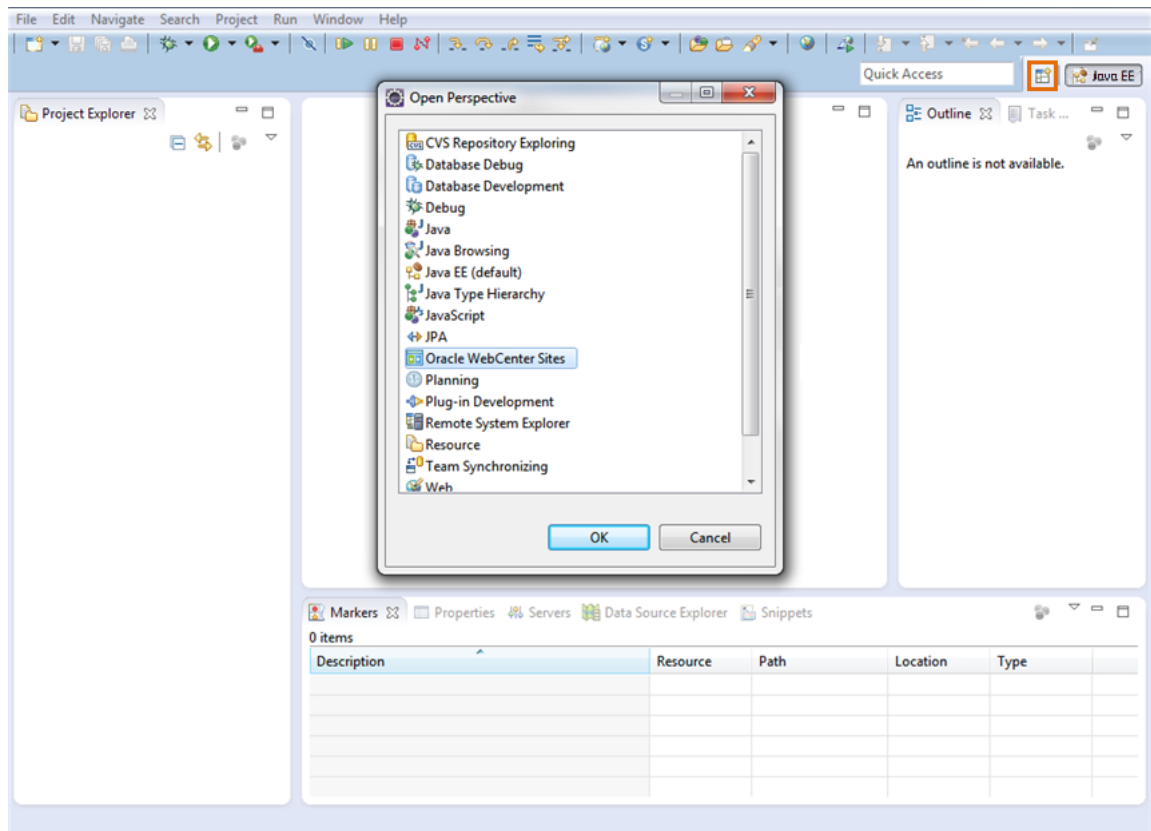 File Edit Navigate Search Project Run Window Help
Quick Access
Java EE
Project Explorer
Open Perspective
CVS Repository Exploring
Database Debug
Database Development
Debug
Java
Java Browsing
Java EE (default)
Java Type Hierarchy
JavaScript
JPA
Oracle WebCenter Sites
Planning
Plug-in Development
Remote System Explorer
Resource
Team Synchronizing
Web
OK Cancel
Outline Task ...
An outline is not available.
Markers Properties Servers Data Source Explorer Snippets
0 items
Description Resource Path Location Type